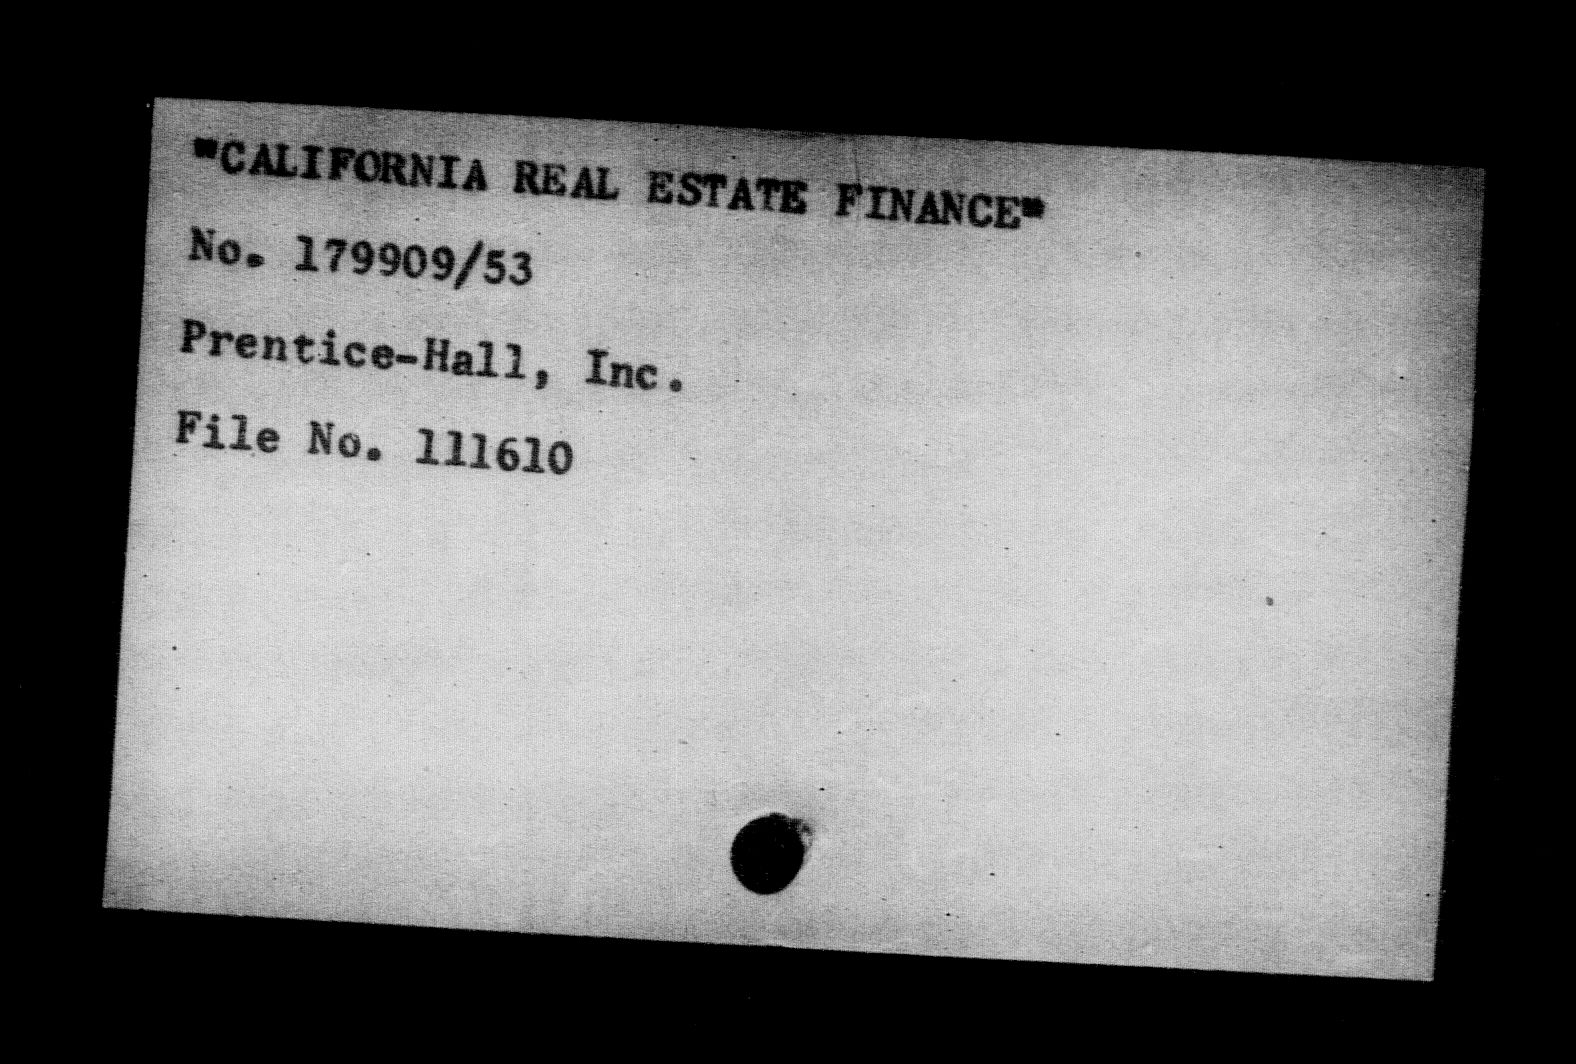 "CALIFORNIA REAL ESTATE FINANCE"
No. 179909/53
Prentice-Hall, Inc.
File No. 111610